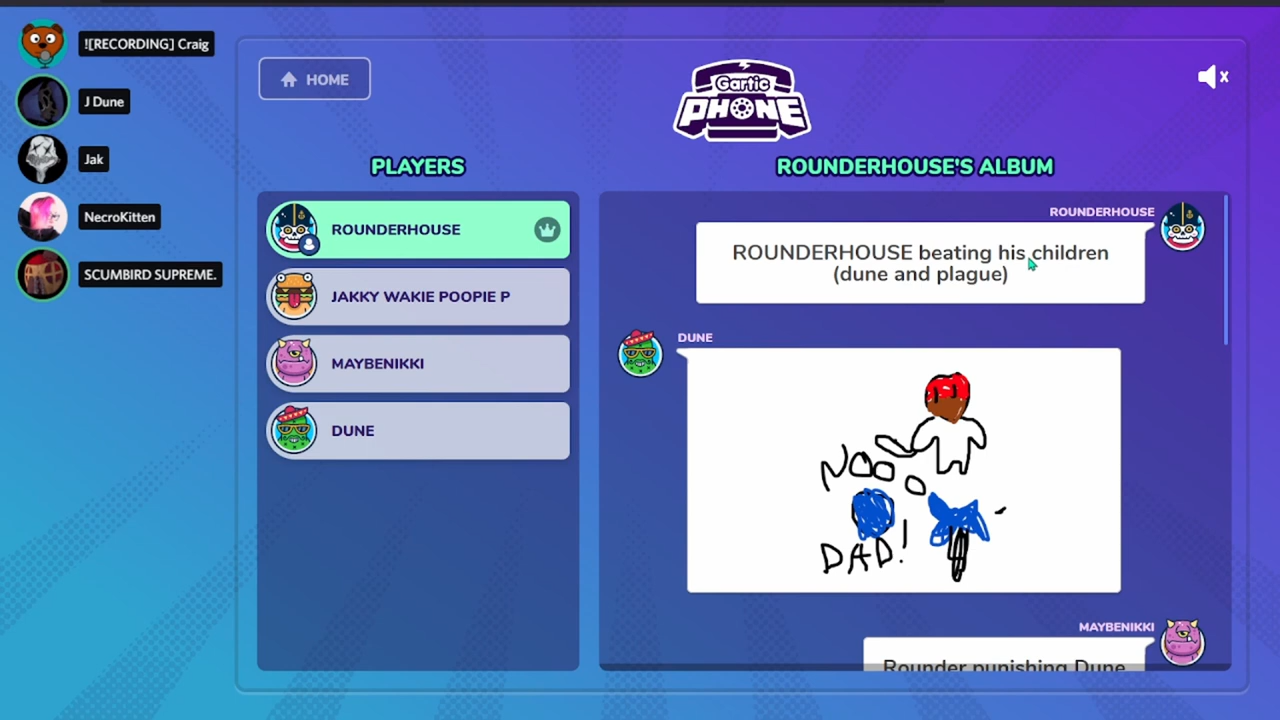 ![RECORDING] Craig
J Dune
Jak
NecroKitten
SCUMBIRD SUPREME.
HOME
Gartic
PHONE
PLAYERS
ROUNDERHOUSE
JAKKY WAKIE POOPIE P
MAYBENIKKI
DUNE
ROUNDERHOUSE'S ALBUM
ROUNDERHOUSE
ROUNDERHOUSE beating his children
(dune and plague)
DUNE
NOOO
DAD!
MAYBENIKKI
Rounder punishing Dune